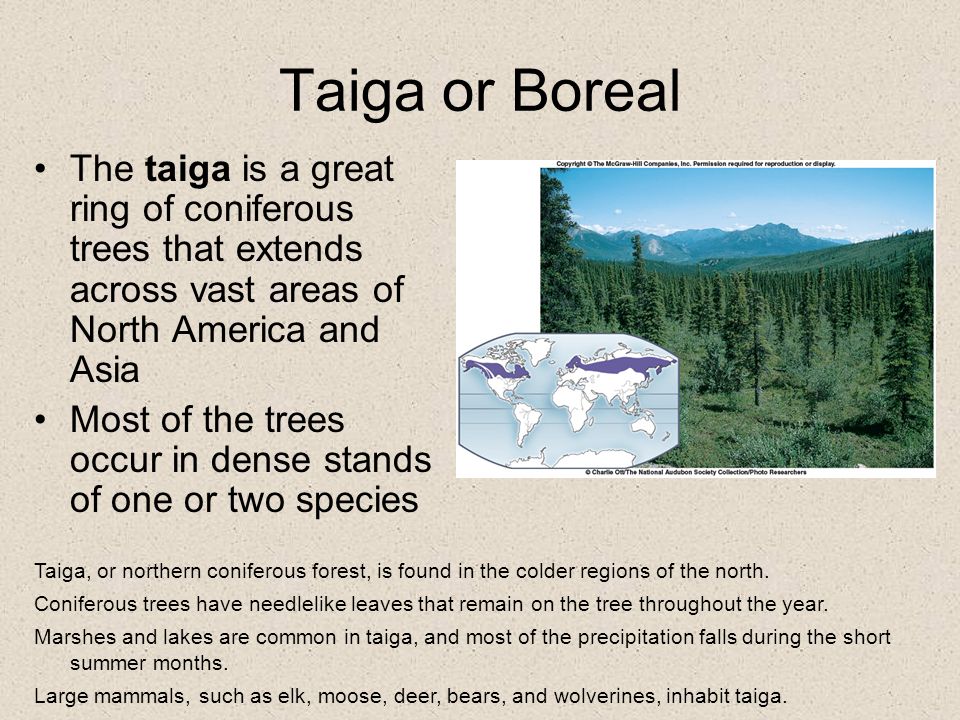 Taiga or Boreal
• The taiga is a great
ring of coniferous
trees that extends
across vast areas of
North America and
Asia
• Most of the trees
occur in dense stands
of one or two species
Copyright © The McGraw-Hill Companies, Inc. Permission required for reproduction or display.
© Charlie Ott/The National Audubon Society Collection/Photo Researchers
Taiga, or northern coniferous forest, is found in the colder regions of the north.
Coniferous trees have needlelike leaves that remain on the tree throughout the year.
Marshes and lakes are common in taiga, and most of the precipitation falls during the short
summer months.
Large mammals, such as elk, moose, deer, bears, and wolverines, inhabit taiga.